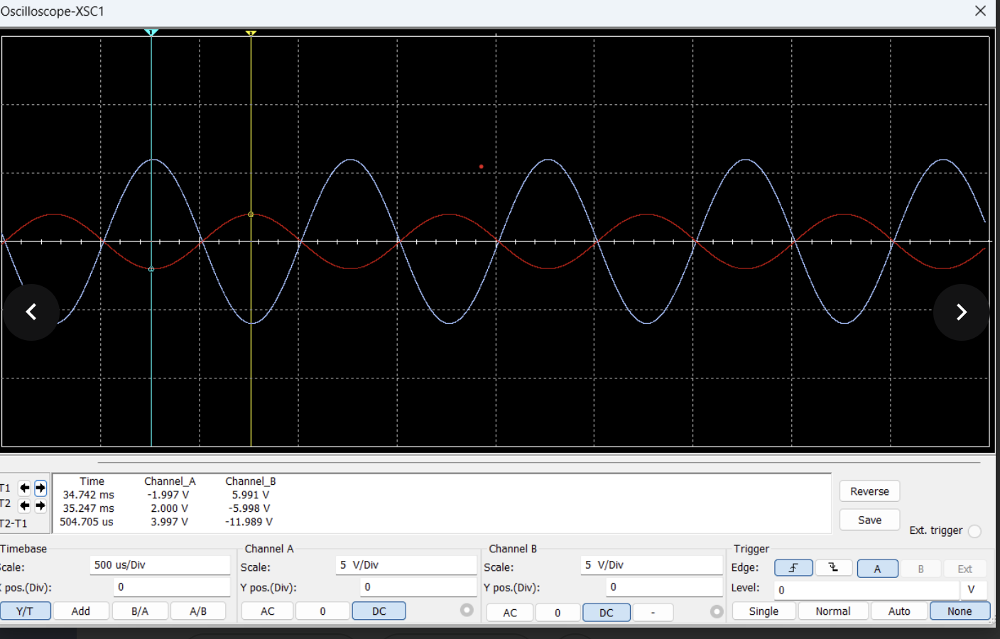 Oscilloscope-XSC1
1 2
Time Channel_A Channel_B
T1 34.742 ms -1.997 V 5.991 V
T2 35.247 ms 2.000 V -5.998 V
T2-T1 504.705 us 3.997 V -11.989 V
Reverse
Save
Ext. trigger
Timebase Channel A Channel B Trigger
cale: 500 us/Div Scale: 5 V/Div Scale: 5 V/Div Edge: A B Ext
pos.(Div): 0 Y pos.(Div): 0 Y pos.(Div): 0 Level: 0 V
Y/T Add B/A A/B AC 0 DC AC 0 DC - Single Normal Auto None